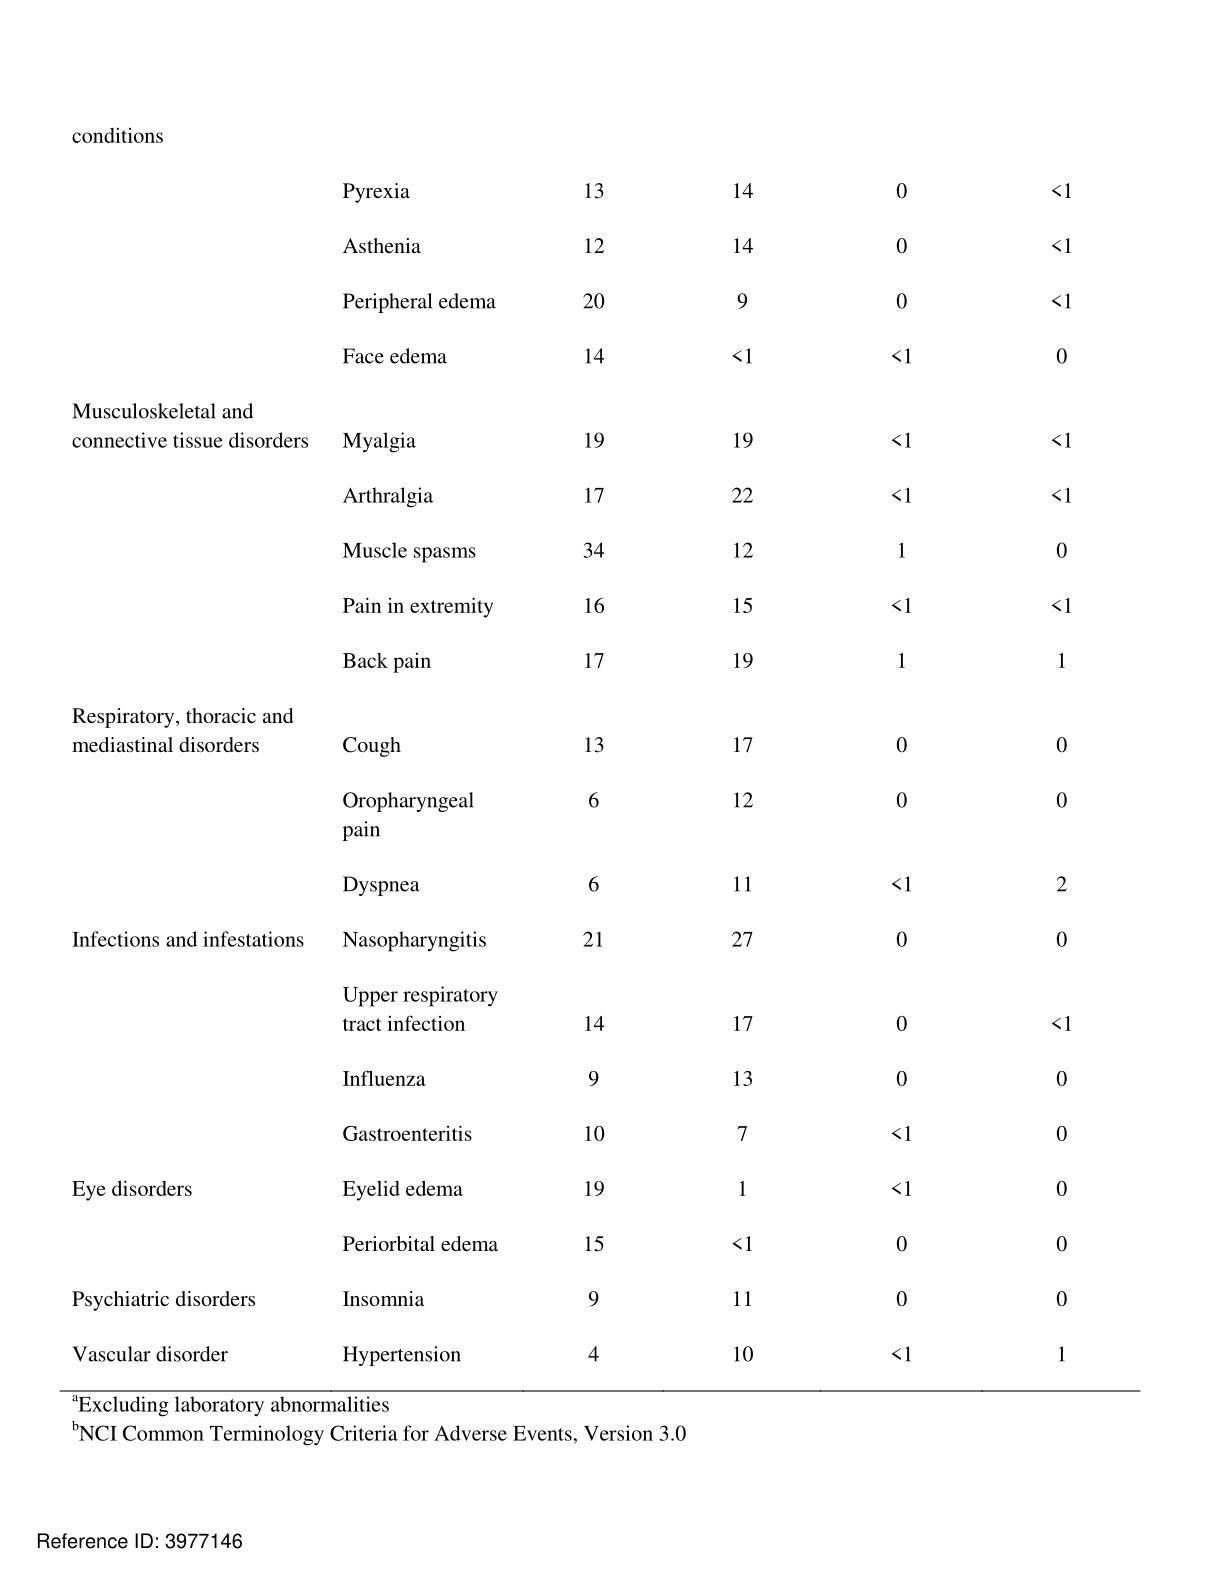 conditions
Pyrexia 13 14 0 <1
Asthenia 12 14 0 <1
Peripheral edema 20 9 0 <1
Face edema 14 <1 <1 0
Musculoskeletal and
connective tissue disorders Myalgia 19 19 <1 <1
Arthralgia 17 22 <1 <1
Muscle spasms 34 12 1 0
Pain in extremity 16 15 <1 <1
Back pain 17 19 1 1
Respiratory, thoracic and
mediastinal disorders Cough 13 17 0 0
Oropharyngeal 6 12 0 0
pain
Dyspnea 6 11 <1 2
Infections and infestations Nasopharyngitis 21 27 0 0
Upper respiratory
tract infection 14 17 0 <1
Influenza 9 13 0 0
Gastroenteritis 10 7 <1 0
Eye disorders Eyelid edema 19 1 <1 0
Periorbital edema 15 <1 0 0
Psychiatric disorders Insomnia 9 11 0 0
Vascular disorder Hypertension 4 10 <1 1
aExcluding laboratory abnormalities
bNCI Common Terminology Criteria for Adverse Events, Version 3.0
Reference ID: 3977146